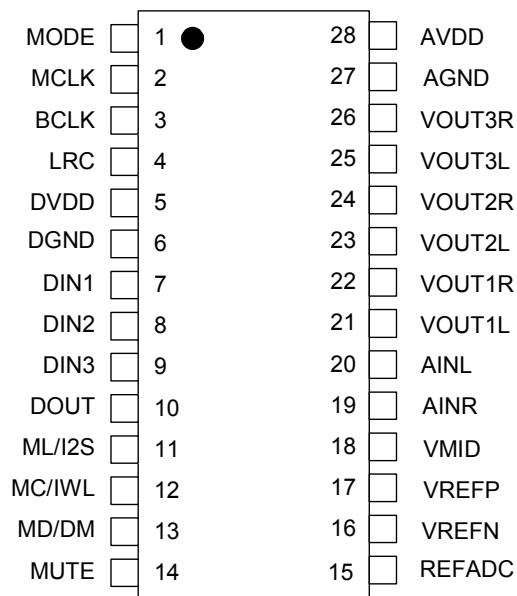 MODE 1 28 AVDD
MCLK 2 27 AGND
BCLK 3 26 VOUT3R
LRC 4 25 VOUT3L
DVDD 5 24 VOUT2R
DGND 6 23 VOUT2L
DIN1 7 22 VOUT1R
DIN2 8 21 VOUT1L
DIN3 9 20 AINL
DOUT 10 19 AINR
ML/I2S 11 18 VMID
MC/IWL 12 17 VREFP
MD/DM 13 16 VREFN
MUTE 14 15 REFADC